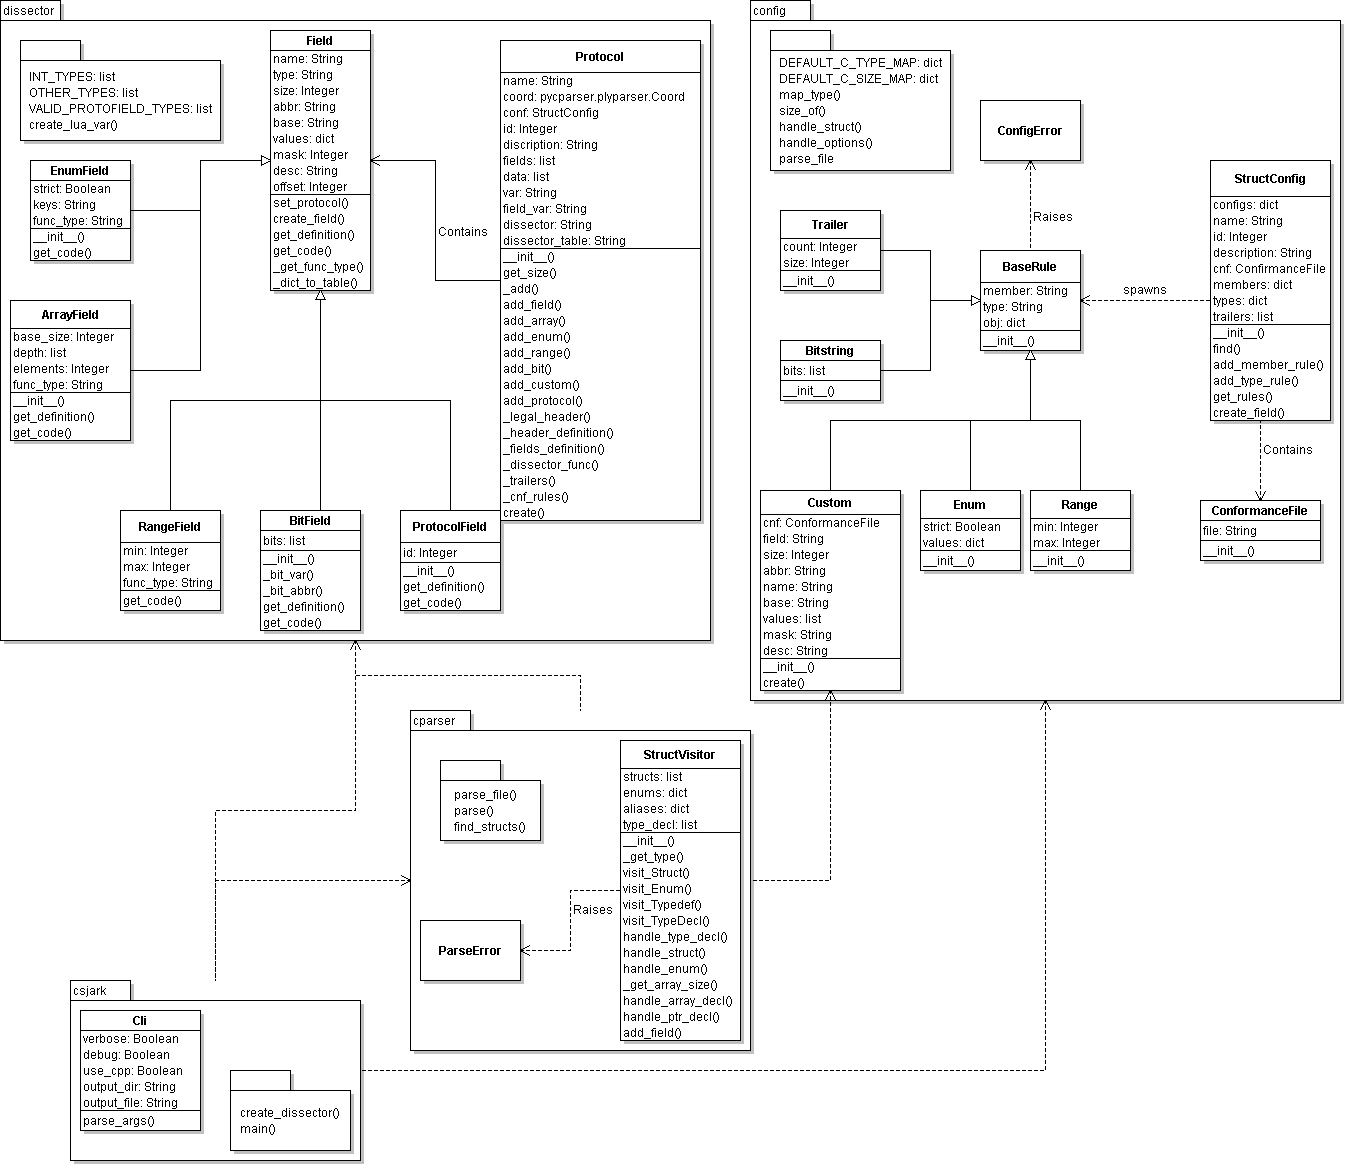 dissector
INT_TYPES: list
OTHER_TYPES: list
VALID_PROTOFIELD_TYPES: list
create_lua_var()
EnumField
strict: Boolean
keys: String
func_type: String
__init__()
get_code()
ArrayField
base_size: Integer
depth: list
elements: Integer
func_type: String
__init__()
get_definition()
get_code()
Field
name: String
type: String
size: Integer
abbr: String
base: String
values: dict
mask: Integer
desc: String
offset: Integer
set_protocol()
create_field()
get_definition()
get_code()
_get_func_type()
_dict_to_table()
Contains
Protocol
name: String
coord: pycparser.plyparser.Coord
conf: StructConfig
id: Integer
discription: String
fields: list
data: list
var: String
field_var: String
dissector: String
dissector_table: String
__init__()
get_size()
_add()
add_field()
add_array()
add_enum()
add_range()
add_bit()
add_custom()
add_protocol()
_legal_header()
_header_definition()
_fields_definition()
_dissector_func()
_trailers()
_cnf_rules()
create()
RangeField
min: Integer
max: Integer
func_type: String
get_code()
BitField
bits: list
__init__()
_bit_var()
_bit_abbr()
get_definition()
get_code()
ProtocolField
id: Integer
__init__()
get_definition()
get_code()
config
DEFAULT_C_TYPE_MAP: dict
DEFAULT_C_SIZE_MAP: dict
map_type()
size_of()
handle_struct()
handle_options()
parse_file
ConfigError
Raises
Trailer
count: Integer
size: Integer
__init__()
Bitstring
bits: list
__init__()
BaseRule
member: String
type: String
obj: dict
__init__()
spawns
StructConfig
configs: dict
name: String
id: Integer
description: String
cnf: ConfirmanceFile
members: dict
types: dict
trailers: list
__init__()
find()
add_member_rule()
add_type_rule()
get_rules()
create_field()
Contains
Custom
cnf: ConformanceFile
field: String
size: Integer
abbr: String
name: String
base: String
values: list
mask: String
desc: String
__init__()
create()
Enum
strict: Boolean
values: dict
__init__()
Range
min: Integer
max: Integer
__init__()
ConformanceFile
file: String
__init__()
cparser
parse_file()
parse()
find_structs()
ParseError
Raises
StructVisitor
structs: list
enums: dict
aliases: dict
type_decl: list
__init__()
_get_type()
visit_Struct()
visit_Enum()
visit_Typedef()
visit_TypeDecl()
handle_type_decl()
handle_struct()
handle_enum()
_get_array_size()
handle_array_decl()
handle_ptr_decl()
add_field()
csjark
Cli
verbose: Boolean
debug: Boolean
use_cpp: Boolean
output_dir: String
output_file: String
parse_args()
create_dissector()
main()